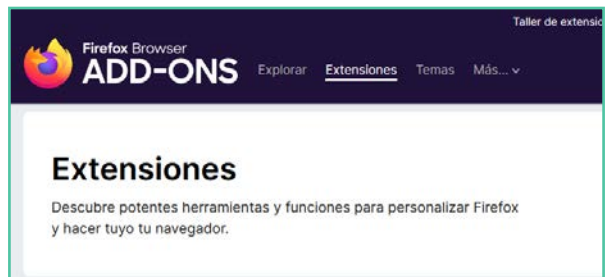 Taller de extensio
Firefox Browser
ADD-ONS
Explorar Extensiones Temas Más...
Extensiones
Descubre potentes herramientas y funciones para personalizar Firefox
y hacer tuyo tu navegador.